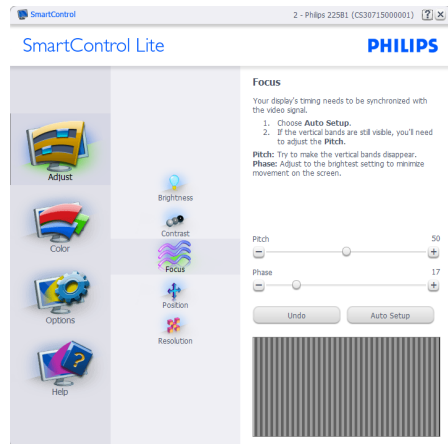 SmartControl
2 - Philips 225B1 (CS30715000001)
SmartControl Lite
PHILIPS
Adjust
Color
Options
Help
Brightness
Contrast
Focus
Position
Resolution
Focus
Your display's timing needs to be synchronized with
the video signal.
1. Choose Auto Setup.
2. If the vertical bands are still visible, you'll need
to adjust the Pitch.
Pitch: Try to make the vertical bands disappear.
Phase: Adjust to the brightest setting to minimize
movement on the screen.
Pitch 50
Phase 17
Undo Auto Setup